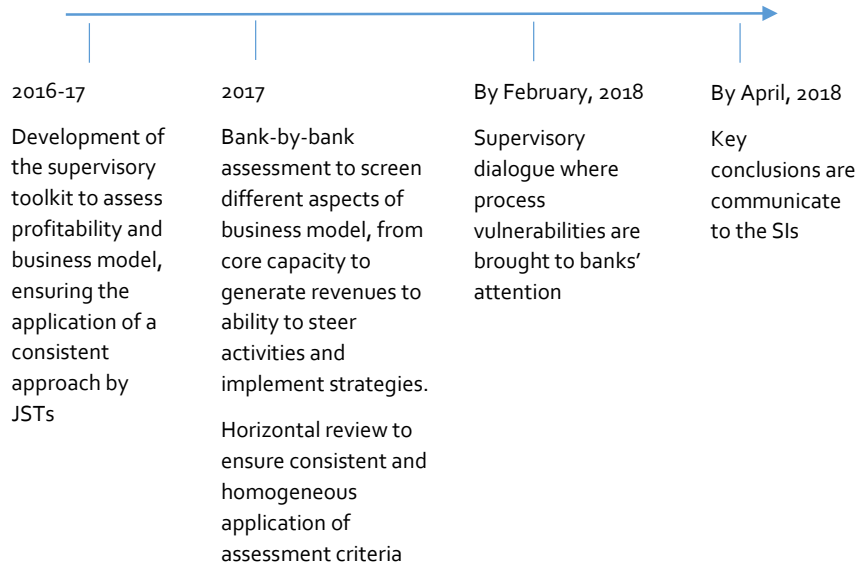 2016-17
Development of
the supervisory
toolkit to assess
profitability and
business model,
ensuring the
application of a
consistent
approach by
JSTs
2017
Bank-by-bank
assessment to screen
different aspects of
business model, from
core capacity to
generate revenues to
ability to steer
activities and
implement strategies.
Horizontal review to
ensure consistent and
homogeneous
application of
assessment criteria
By February, 2018
Supervisory
dialogue where
process
vulnerabilities are
brought to banks’
attention
By April, 2018
Key
conclusions are
communicate
to the SIs